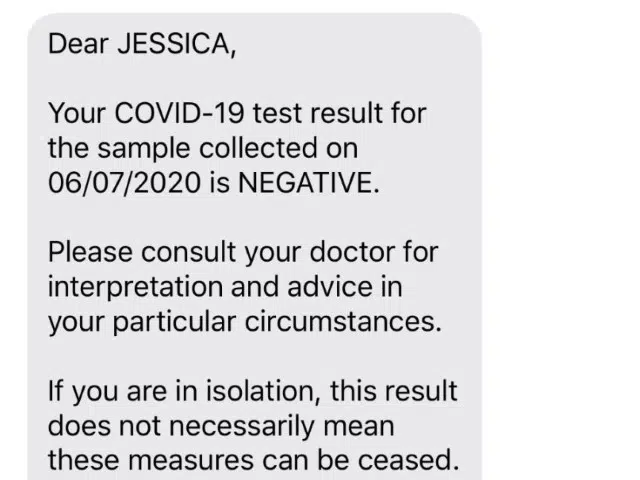 Dear JESSICA,
Your COVID-19 test result for
the sample collected on
06/07/2020 is NEGATIVE.
Please consult your doctor for
interpretation and advice in
your particular circumstances.
If you are in isolation, this result
does not necessarily mean
these measures can be ceased.